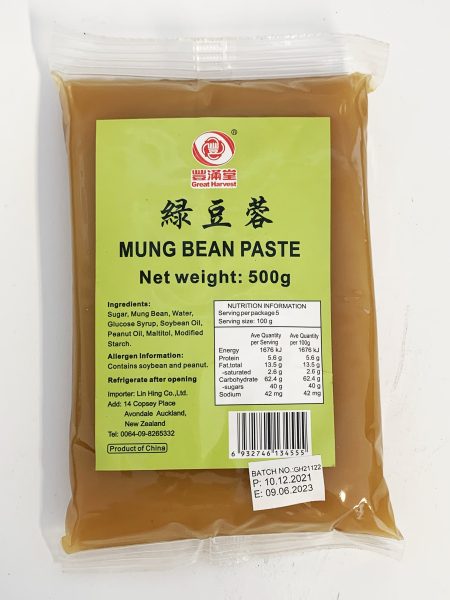 豐
®
豐滿堂
Great Harvest
綠豆蓉
MUNG BEAN PASTE
Net weight: 500g
Ingredients:
Sugar, Mung Bean, Water,
Glucose Syrup, Soybean Oil,
Peanut Oil, Maltitol, Modified
Starch.
Allergen Information:
Contains soybean and peanut.
Refrigerate after opening
Importer: Lin Hing Co.,Ltd.
Add: 14 Copsey Place
Avondale Auckland,
New Zealand
Tel: 0064-09-8265332
Product of China
NUTRITION INFORMATION
Serving per package:5
Serving size: 100 g
Ave Quantity per Serving Ave Quantity per 100g
Energy 1676 kJ 1676 kJ
Protein 5.6 g 5.6 g
Fat,total 13.5 g 13.5 g
-saturated 2.6 g 2.6 g
Carbohydrate 62.4 g 62.4 g
-sugars 40 g 40 g
Sodium 42 mg 42 mg
6 932746 134555
BATCH NO.:GH21122
P: 10.12.2021
E: 09.06.2023